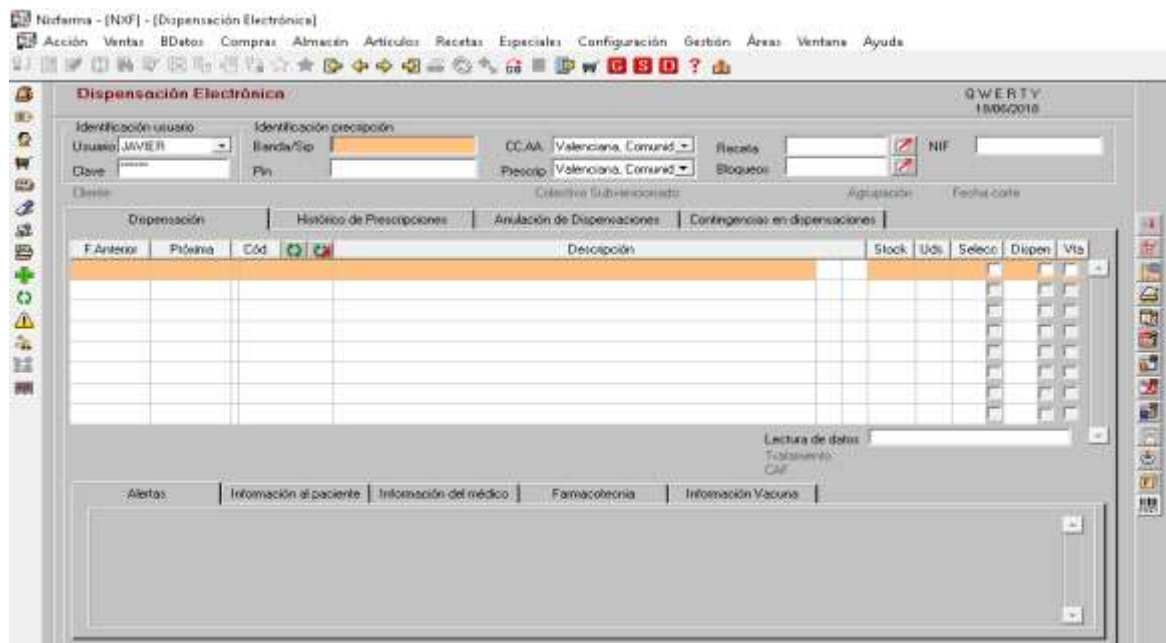 Nixfarma - [NXF] - [Dispensación Electrónica]
Acción Ventas BDatos Compras Almacén Artículos Recetas Especiales Configuración Gestión Áreas Ventana Ayuda
Dispensación Electrónica QWERTY
18/06/2018
Identificación usuario Identificación prescripción
Usuario JAVIER Banda/Sip CC.AA. Valenciana, Comunid Receta NIF
Clave ****** Pin Prescrip Valenciana, Comunid Bloqueos
Cliente Colectivo Subvencionado Agrupación Fecha corte
Dispensación Histórico de Prescripciones Anulación de Dispensaciones Contingencias en dispensaciones
F.Anterior Próxima Cód. Descripción Stock Uds. Selecc Dispen Vta
Lectura de datos
Tratamiento
CAF
Alertas Información al paciente Información del médico Farmacotecnia Información Vacuna